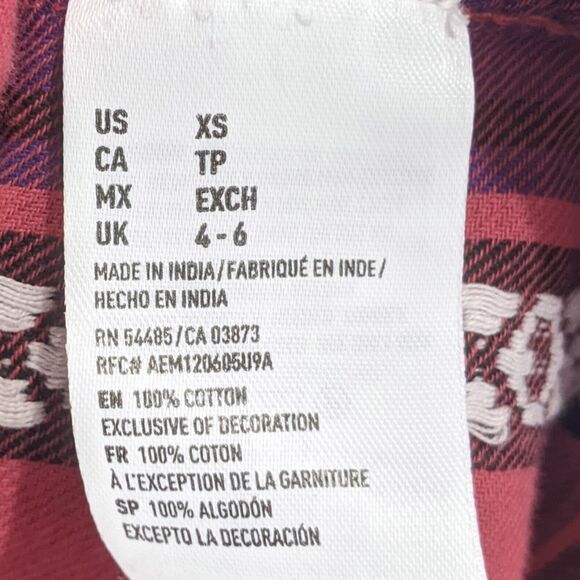 US XS
CA TP
MX EXCH
UK 4 - 6
MADE IN INDIA/FABRIQUÉ EN INDE/
HECHO EN INDIA
RN 54485/CA 03873
RFC# AEM120605U9A
EN 100% COTTON
EXCLUSIVE OF DECORATION
FR 100% COTON
À L'EXCEPTION DE LA GARNITURE
SP 100% ALGODÓN
EXCEPTO LA DECORACIÓN